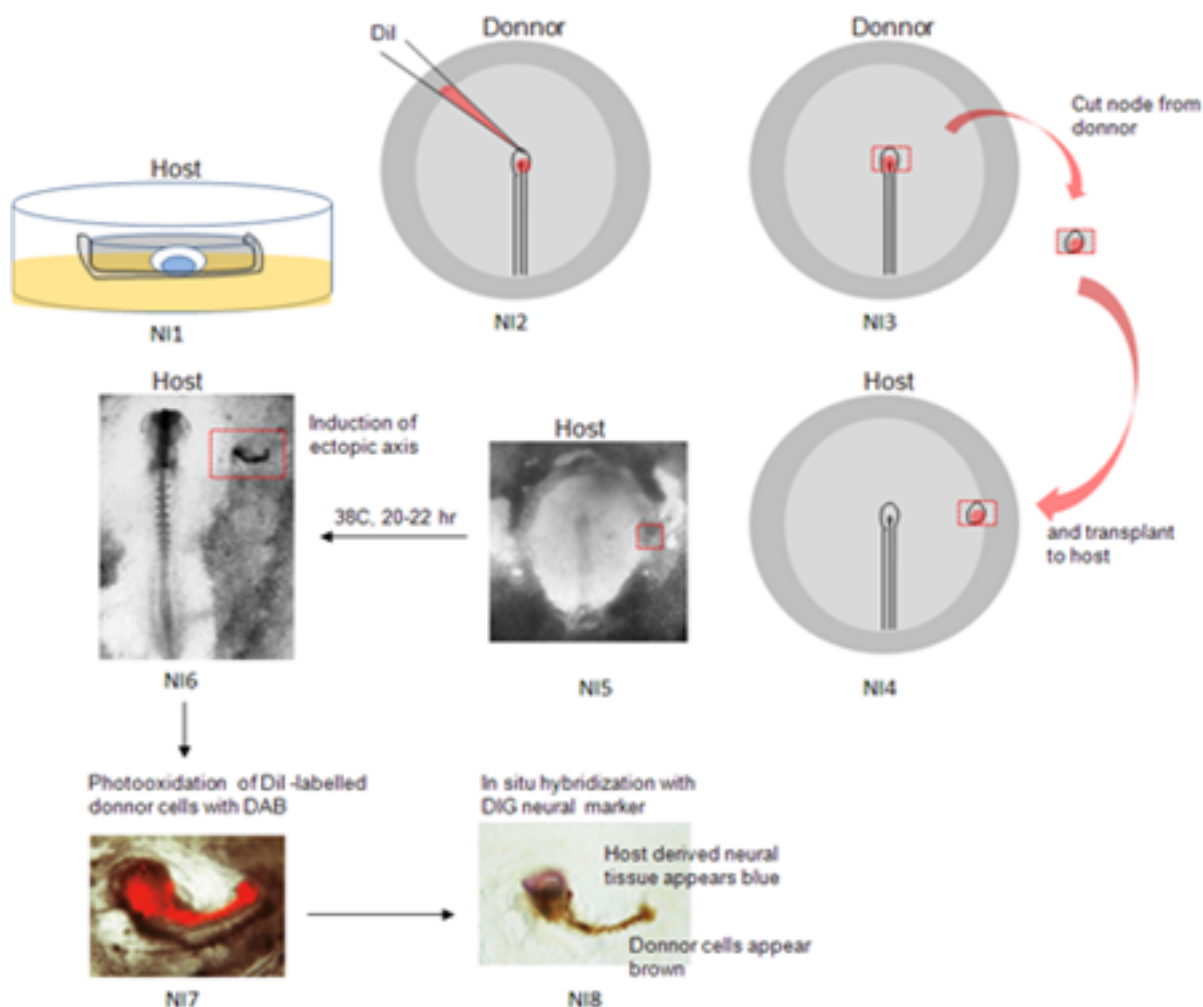 DiI
Donnor
Donnor
Cut node from
donnor
Host
NI1
NI2
NI3
Host
Induction of
ectopic axis
Host
Host
38C, 20-22 hr
and transplant
to host
NI6
NI5
NI4
Photooxidation of DiI -labelled
donnor cells with DAB
In situ hybridization with
DIG neural marker
Host derived neural
tissue appears blue
Donnor cells appear
brown
NI7
NI8